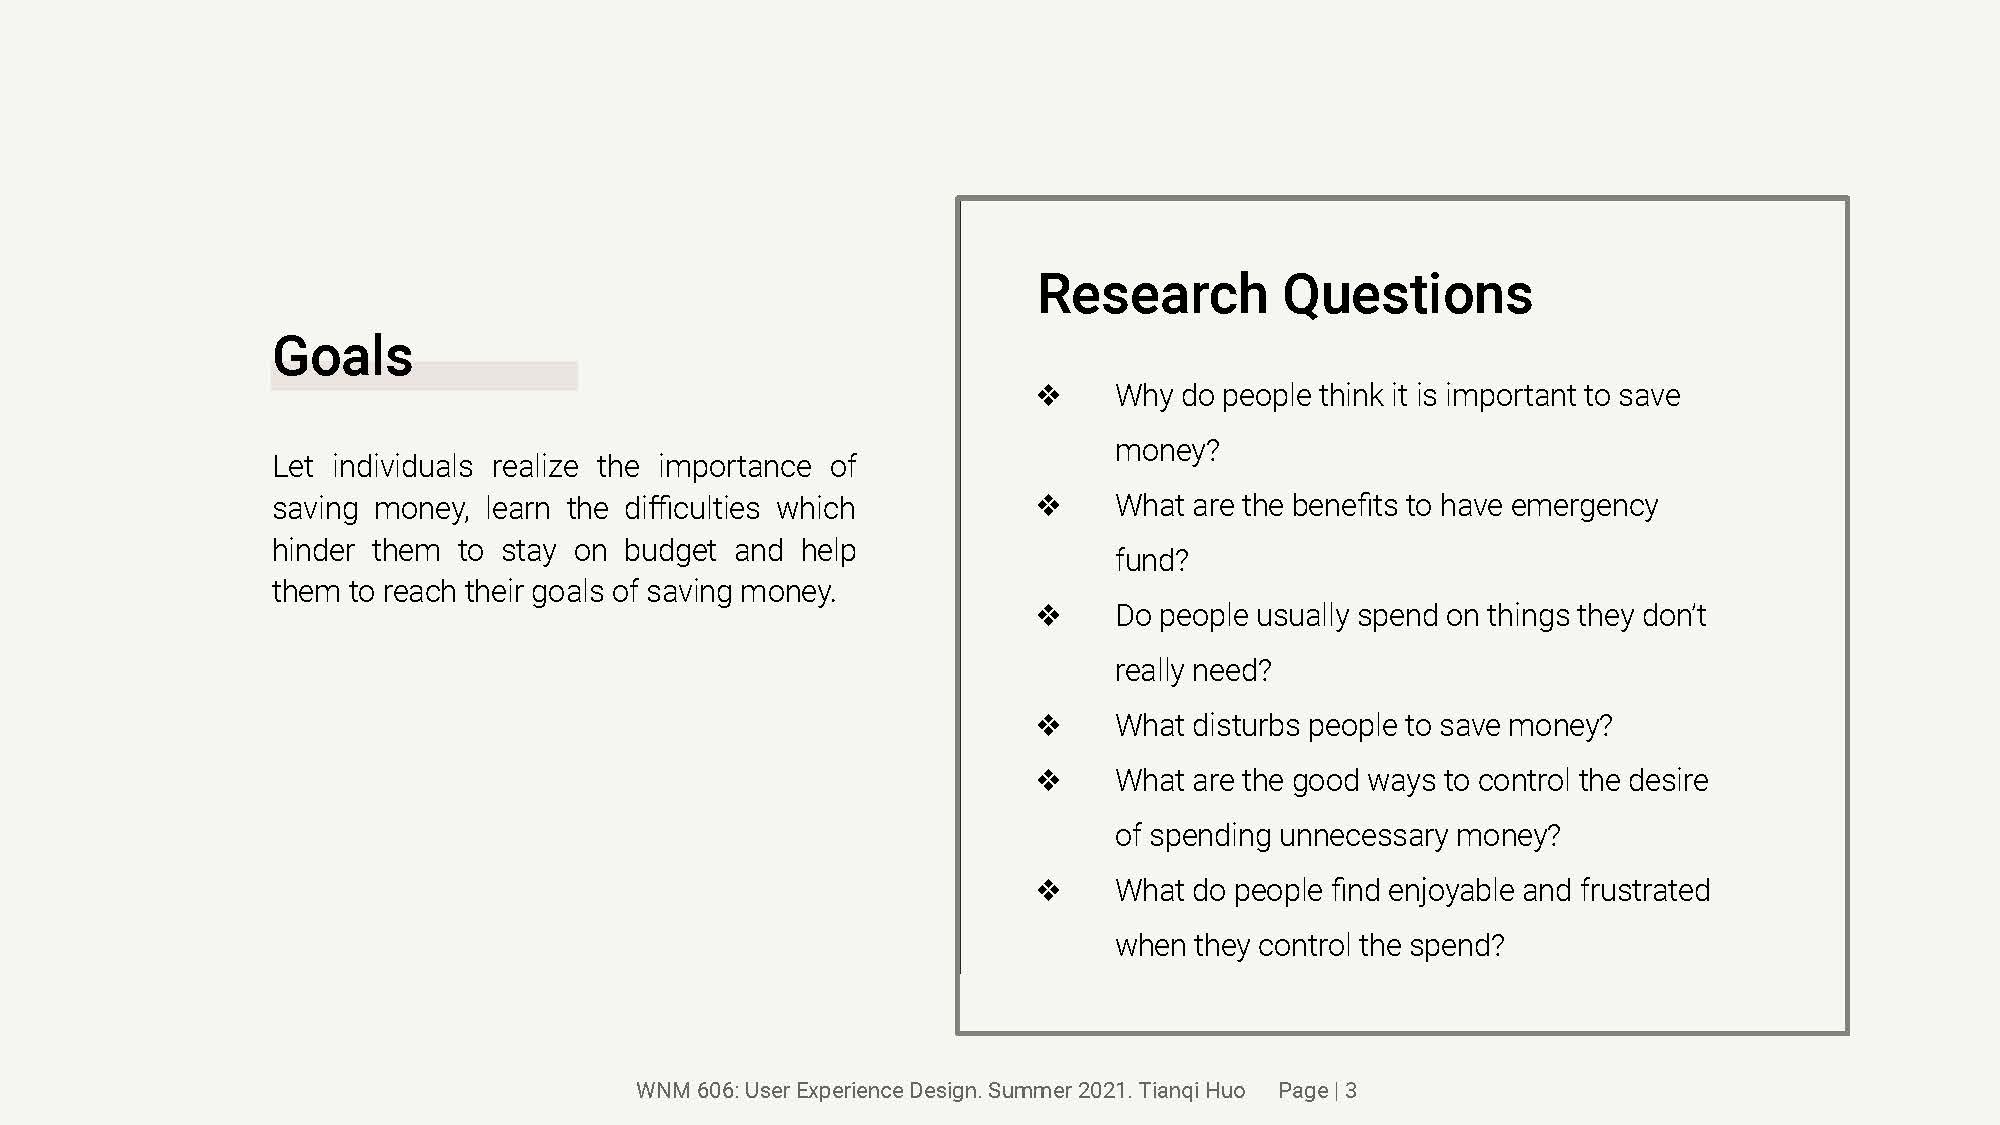 Goals
Let individuals realize the importance of
saving money, learn the difficulties which
hinder them to stay on budget and help
them to reach their goals of saving money.
Research Questions
❖ Why do people think it is important to save
money?
❖ What are the benefits to have emergency
fund?
❖ Do people usually spend on things they don’t
really need?
❖ What disturbs people to save money?
❖ What are the good ways to control the desire
of spending unnecessary money?
❖ What do people find enjoyable and frustrated
when they control the spend?
WNM 606: User Experience Design. Summer 2021. Tianqi Huo Page | 3